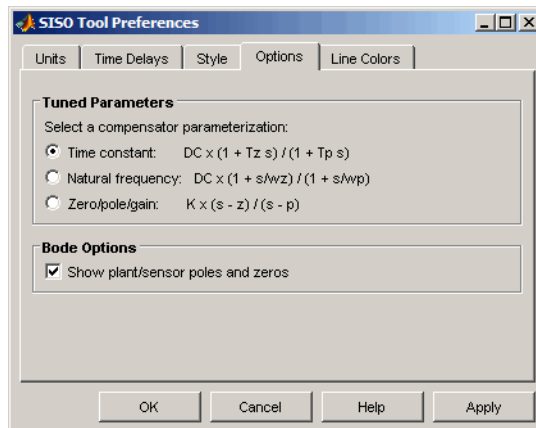 SISO Tool Preferences
Units Time Delays Style Options Line Colors
Tuned Parameters
Select a compensator parameterization:
Time constant: DC x (1 + Tz s) / (1 + Tp s)
Natural frequency: DC x (1 + s/wz) / (1 + s/wp)
Zero/pole/gain: K x (s - z) / (s - p)
Bode Options
Show plant/sensor poles and zeros
OK Cancel Help Apply